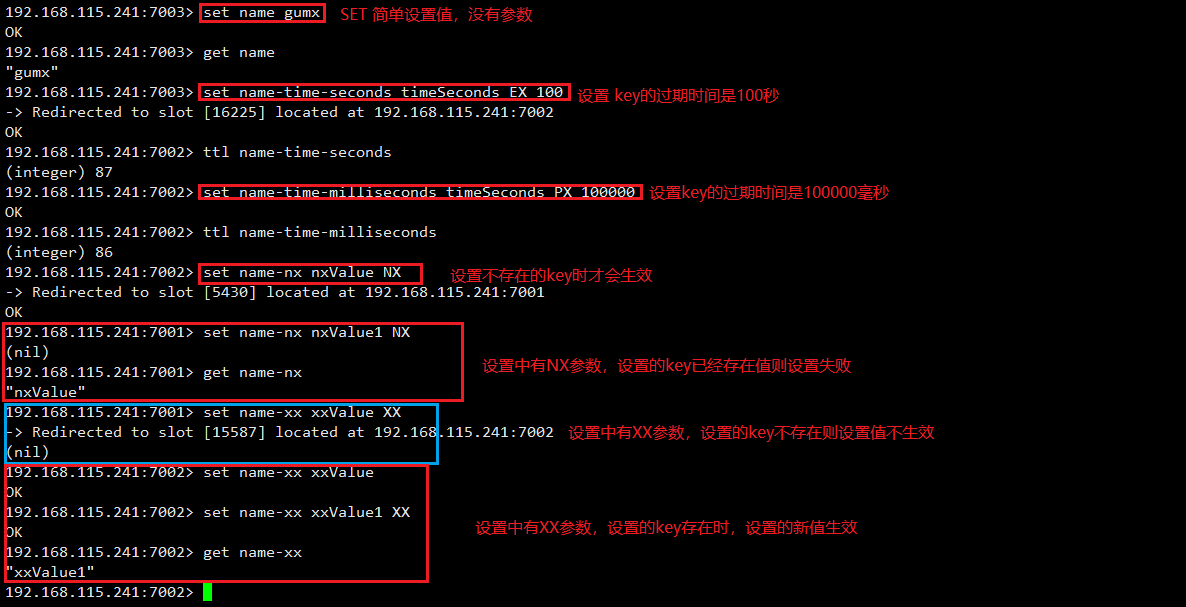 192.168.115.241:7003> set name gumx SET 简单设置值，没有参数
OK
192.168.115.241:7003> get name
"gumx"
192.168.115.241:7003> set name-time-seconds timeSeconds EX 100 设置 key的过期时间是100秒
-> Redirected to slot [16225] located at 192.168.115.241:7002
OK
192.168.115.241:7002> ttl name-time-seconds
(integer) 87
192.168.115.241:7002> set name-time-milliseconds timeSeconds PX 100000 设置key的过期时间是100000毫秒
OK
192.168.115.241:7002> ttl name-time-milliseconds
(integer) 86
192.168.115.241:7002> set name-nx nxValue NX 设置不存在的key时才会生效
-> Redirected to slot [5430] located at 192.168.115.241:7001
OK
192.168.115.241:7001> set name-nx nxValue1 NX
(nil)
192.168.115.241:7001> get name-nx 设置中有NX参数，设置的key已经存在值则设置失败
"nxValue"
192.168.115.241:7001> set name-xx xxValue XX
-> Redirected to slot [15587] located at 192.168.115.241:7002 设置中有XX参数，设置的key不存在则设置值不生效
(nil)
192.168.115.241:7002> set name-xx xxValue
OK
192.168.115.241:7002> set name-xx xxValue1 XX
OK 设置中有XX参数，设置的key存在时，设置的新值生效
192.168.115.241:7002> get name-xx
"xxValue1"
192.168.115.241:7002>